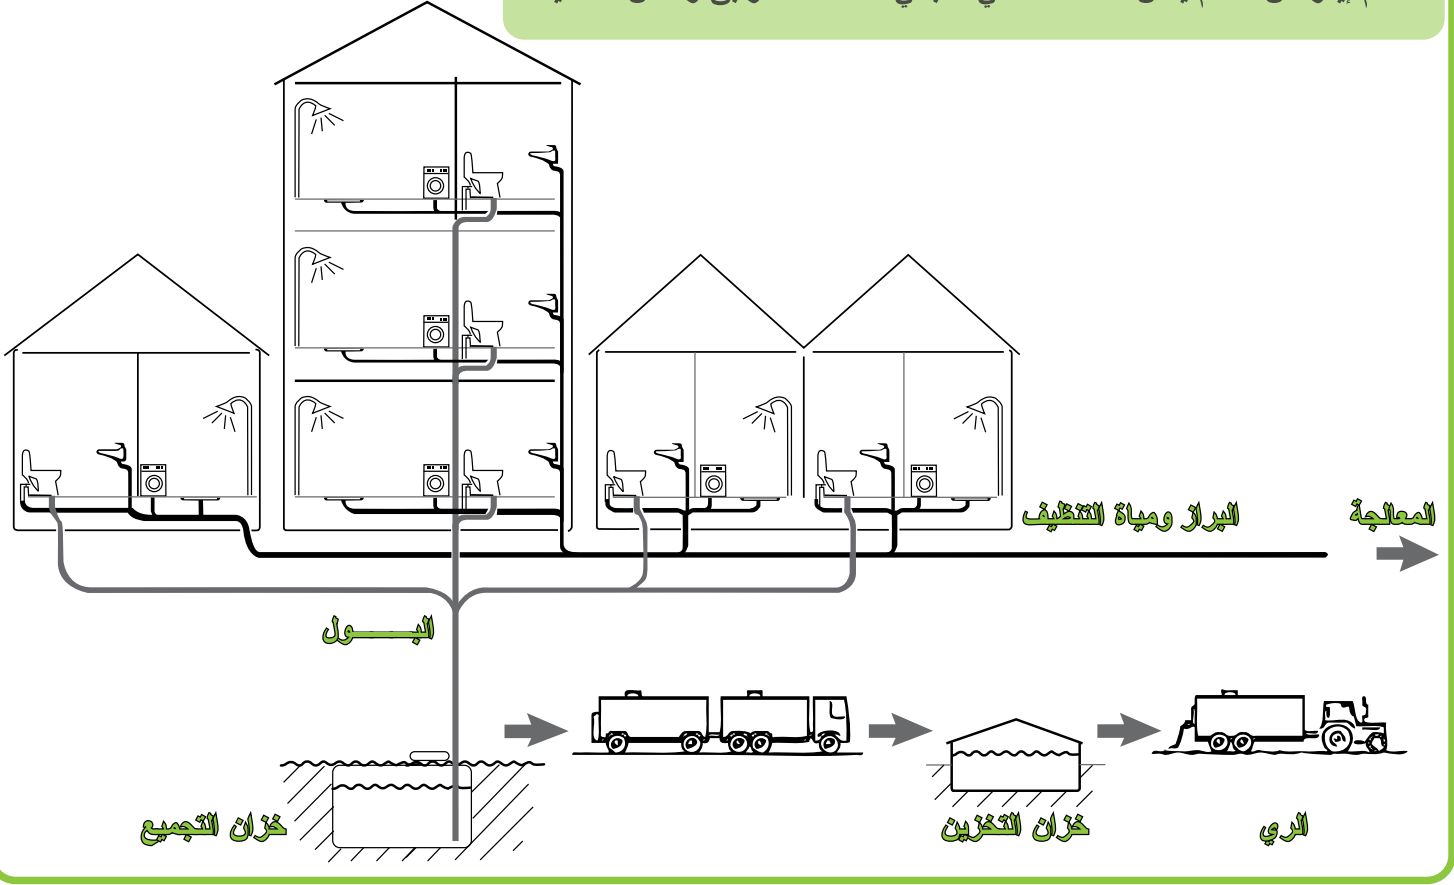 البراز ومياة التنظيف
المعالجة
البـــــول
خزان التجميع
خزان التخزين
الري